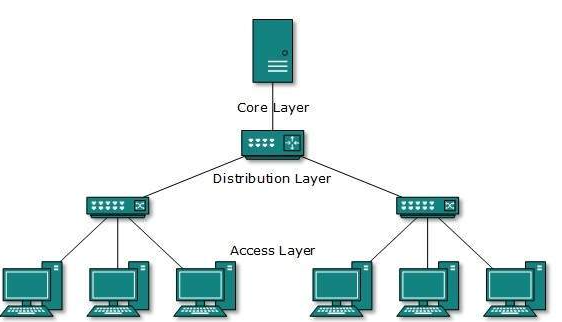 Core Layer
Distribution Layer
Access Layer